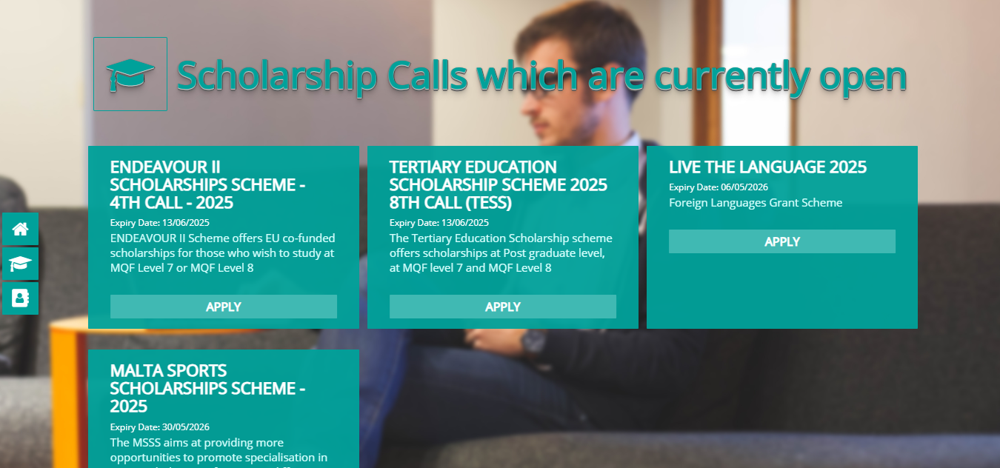 Scholarship Calls which are currently open
ENDEAVOUR II
SCHOLARSHIPS SCHEME -
4TH CALL - 2025
Expiry Date: 13/06/2025
ENDEAVOUR II Scheme offers EU co-funded
scholarships for those who wish to study at
MQF Level 7 or MQF Level 8
APPLY
TERTIARY EDUCATION
SCHOLARSHIP SCHEME 2025
8TH CALL (TESS)
Expiry Date: 13/06/2025
The Tertiary Education Scholarship scheme
offers scholarships at Post graduate level,
at MQF level 7 and MQF Level 8
APPLY
LIVE THE LANGUAGE 2025
Expiry Date: 06/05/2026
Foreign Languages Grant Scheme
APPLY
MALTA SPORTS
SCHOLARSHIPS SCHEME -
2025
Expiry Date: 30/05/2026
The MSSS aims at providing more
opportunities to promote specialisation in